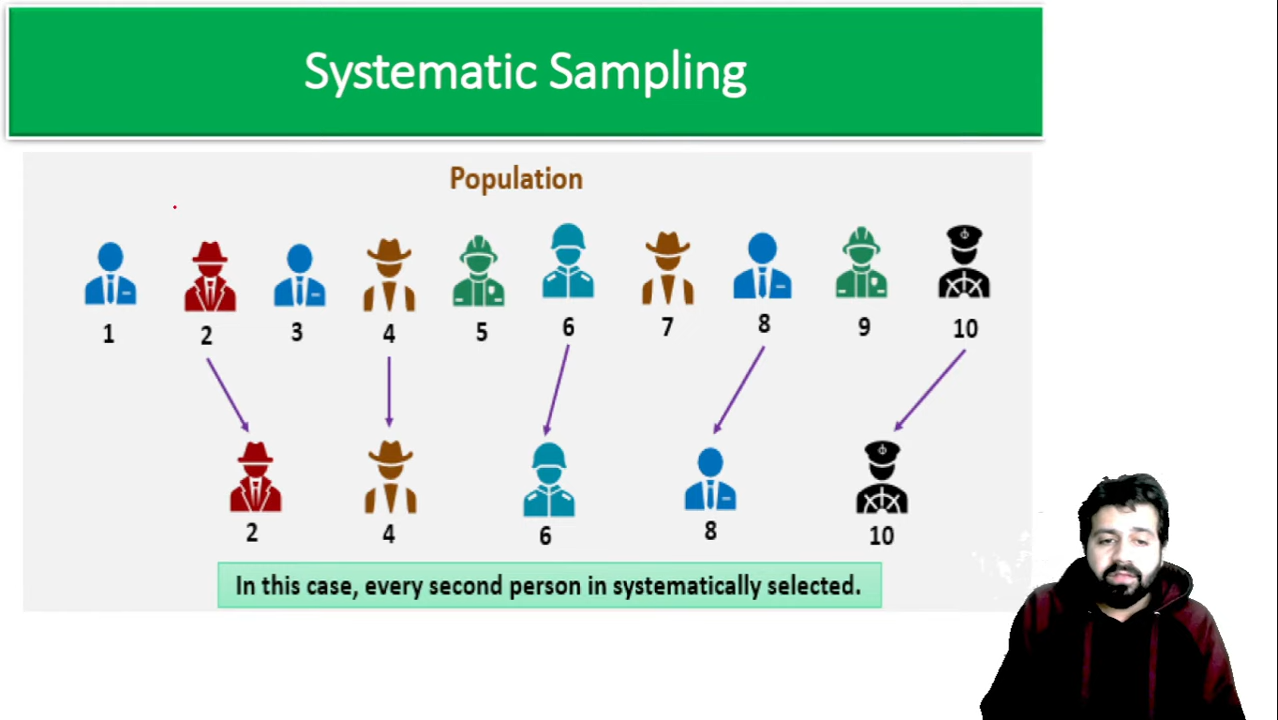 Systematic Sampling
Population
1 2 3 4 5 6 7 8 9 10
2 4 6 8 10
In this case, every second person in systematically selected.